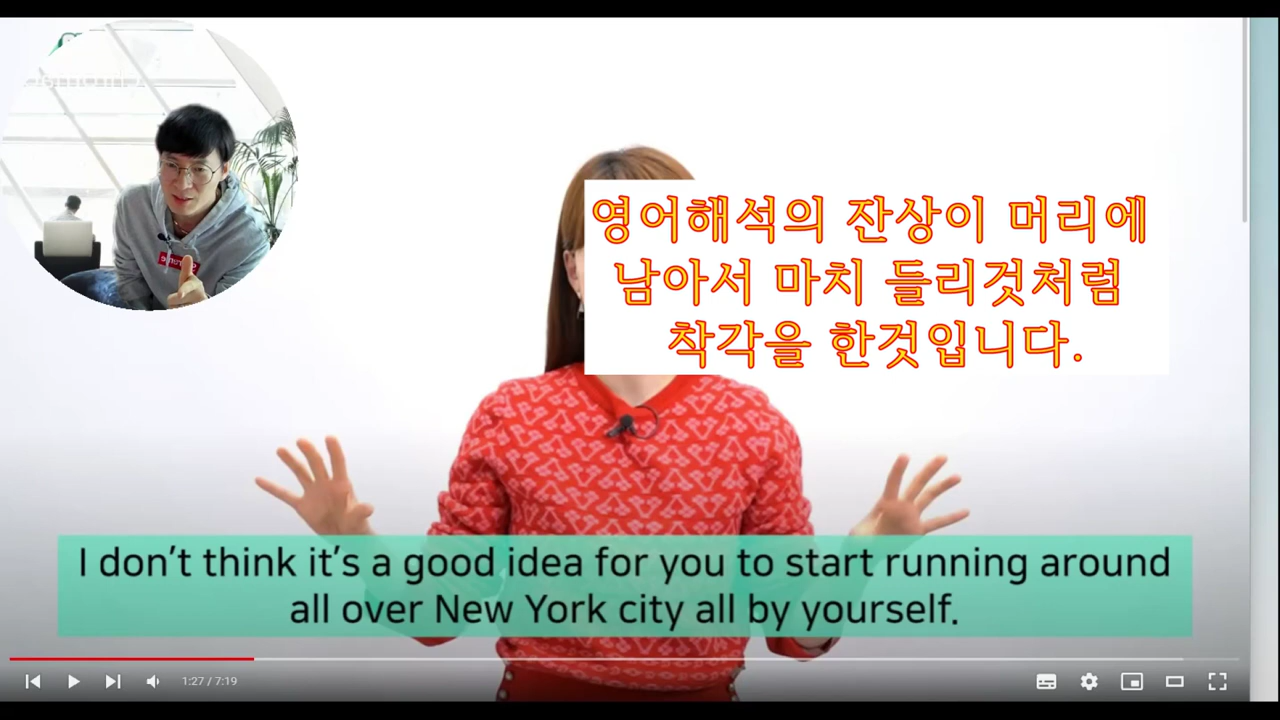 영어해석의 잔상이 머리에
남아서 마치 들리것처럼
착각을 한것입니다.
I don't think it's a good idea for you to start running around
all over New York city all by yourself.
1:27 / 7:19